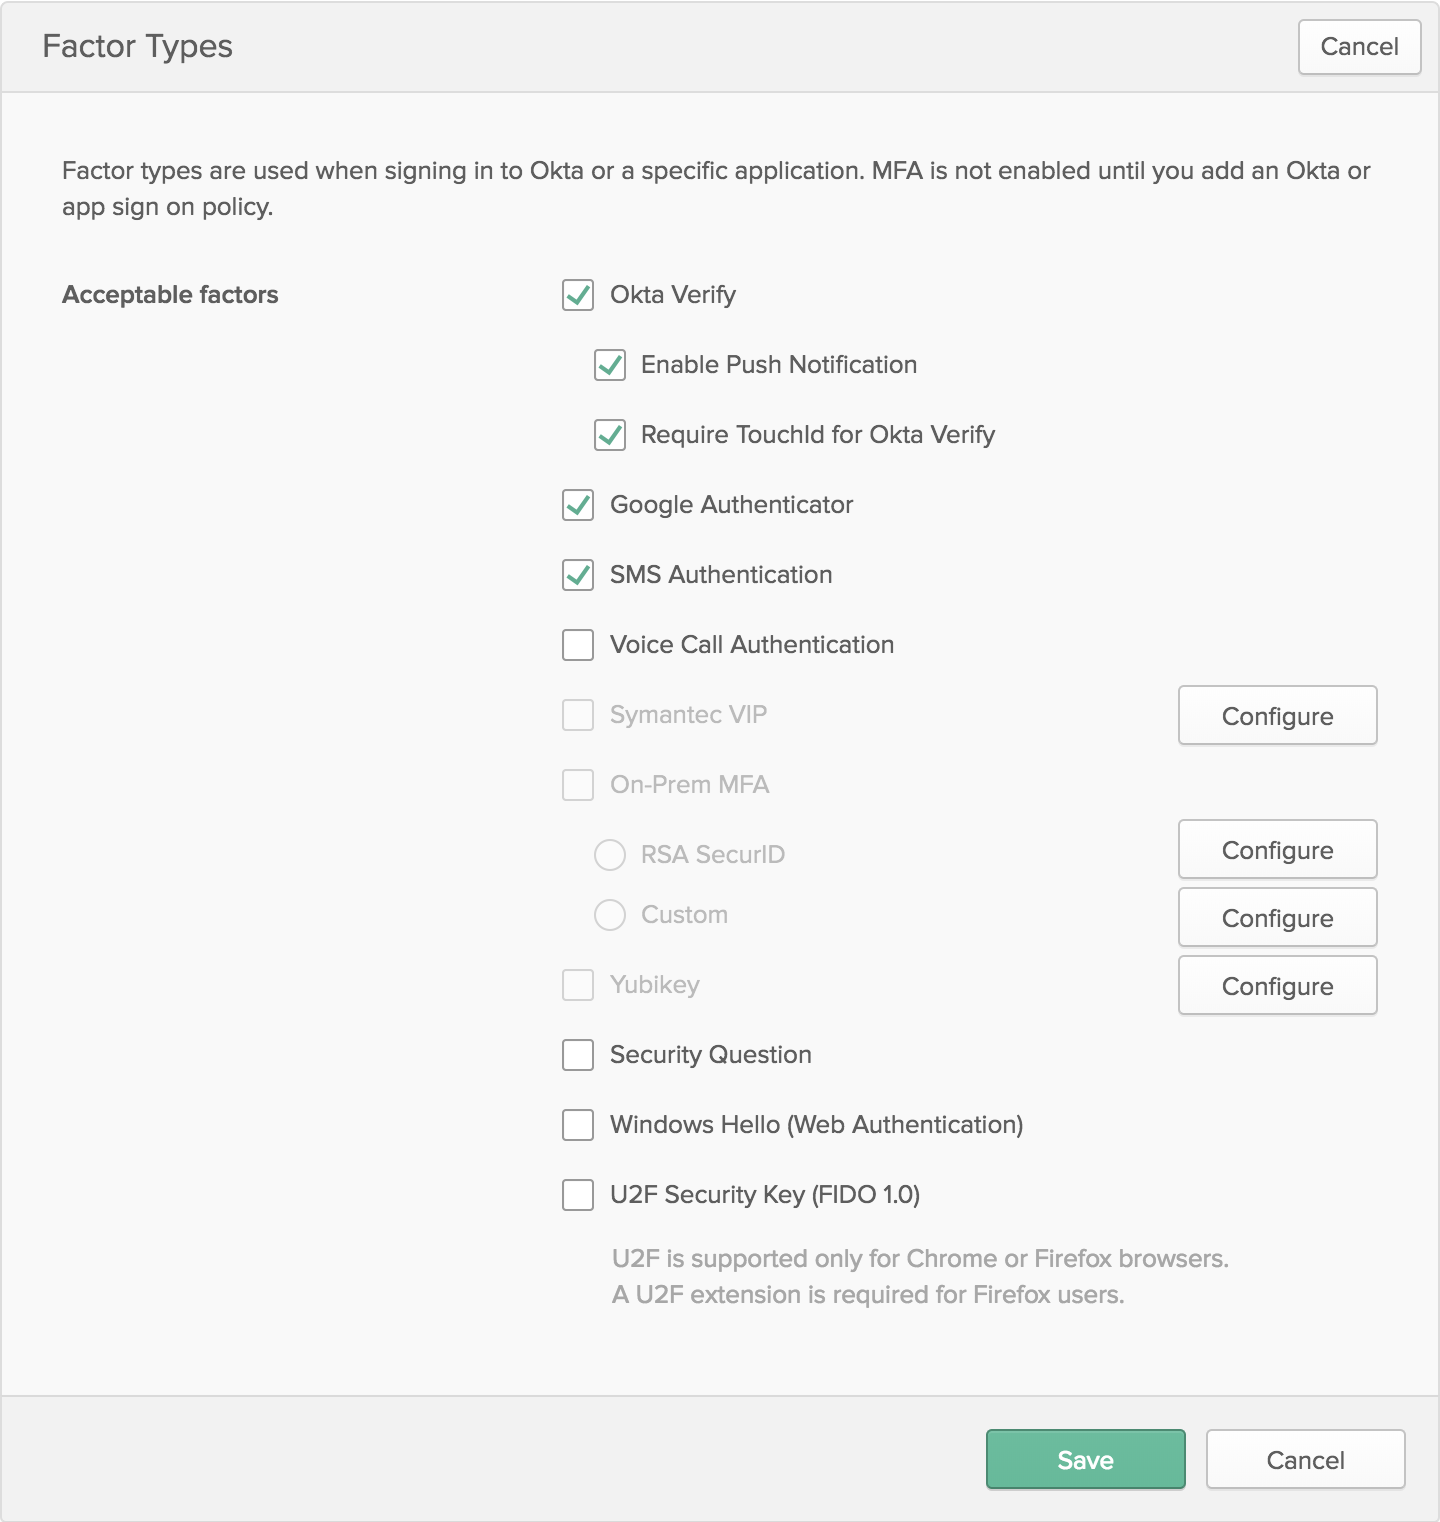 Factor Types
Cancel
Factor types are used when signing in to Okta or a specific application. MFA is not enabled until you add an Okta or
app sign on policy.
Acceptable factors
Okta Verify
Enable Push Notification
Require TouchId for Okta Verify
Google Authenticator
SMS Authentication
Voice Call Authentication
Symantec VIP
Configure
On-Prem MFA
RSA SecurID
Configure
Custom
Configure
Yubikey
Configure
Security Question
Windows Hello (Web Authentication)
U2F Security Key (FIDO 1.0)
U2F is supported only for Chrome or Firefox browsers.
A U2F extension is required for Firefox users.
Save
Cancel